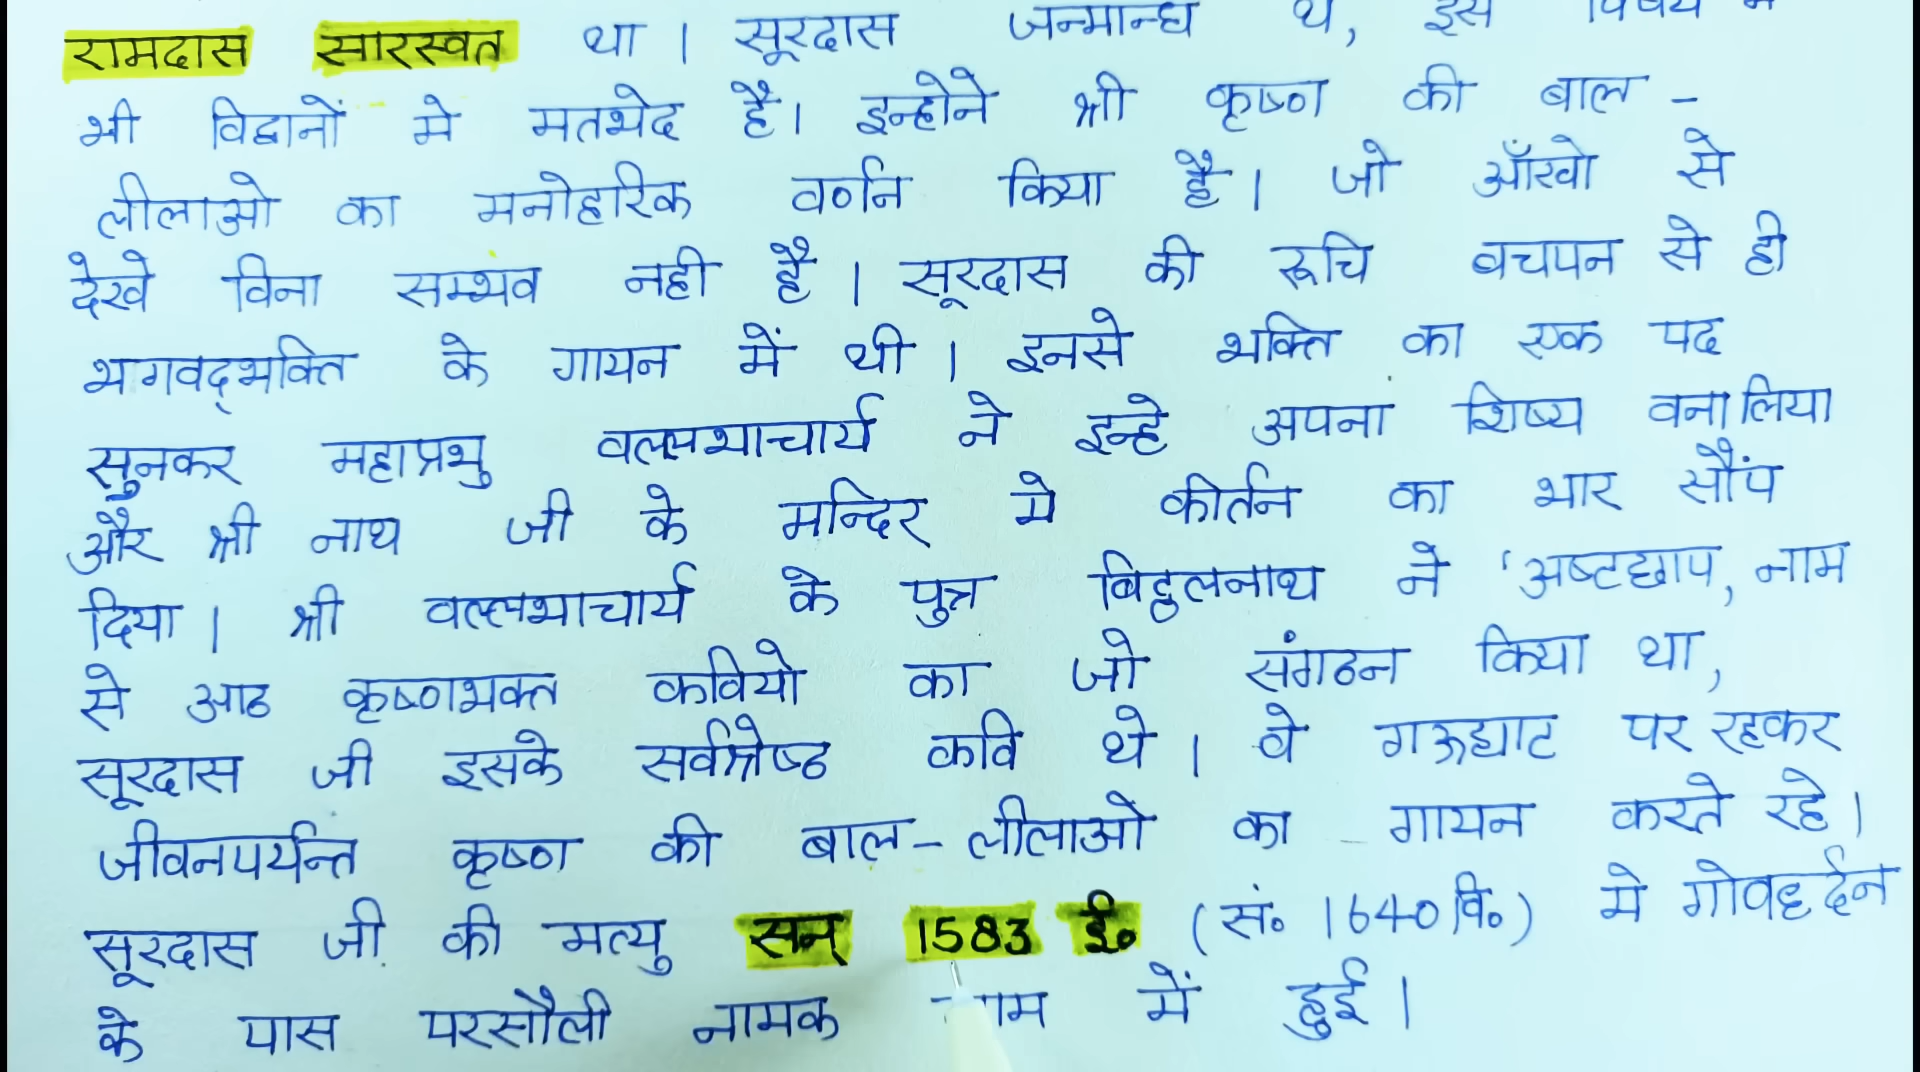 रामदास सारस्वत था । सूरदास जन्मान्ध थे, इस विषय में
भी विद्वानों मे मतभेद है। इन्होने श्री कृष्ण की बाल -
लीलाओ का मनोहारिक वर्णन किया है । जो आँखो से
देखे विना सम्भव नही है । सूरदास की रूचि बचपन से ही
भागवद्भक्ति के गायन में थी । इनसे भक्ति का एक पद
सुनकर महाप्रभु वल्लभाचार्य ने इन्हे अपना शिष्य वना लिया
और श्री नाथ जी के मन्दिर मे कीर्तन का भार सौंप
दिया । श्री वल्लभाचार्य के पुत्र बिट्ठलनाथ ने 'अष्टछाप, नाम
से आठ कृष्णभक्त कवियो का जो संगठन किया था,
सूरदास जी इसके सर्वश्रेष्ठ कवि थे । वे गऊघाट पर रहकर
जीवनपर्यन्त कृष्ण की बाल - लीलाओ का गायन करते रहे।
सूरदास जी की मत्यु सन् 1583 ई० (सं० 1640 वि०) मे गोवर्द्धन
के पास परसौली नामक में हुई ।